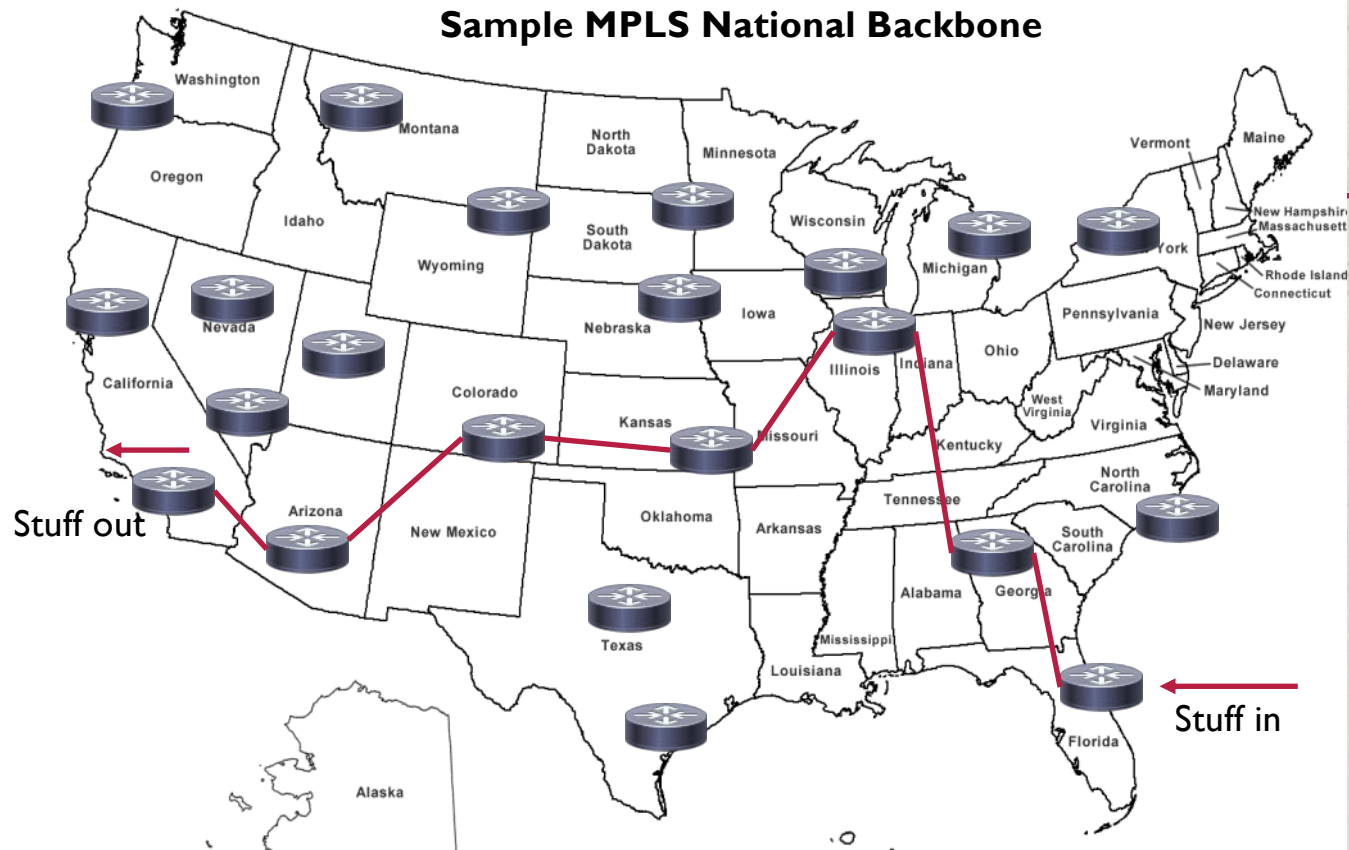 Sample MPLS National Backbone
Washington
Montana
North
Dakota
Minnesota
Vermont
Maine
Oregon
Idaho
Wisconsin
New Hampshir
Massachusett
York
South
Dakota
Wyoming
Michigan
Rhode Island
Connecticut
Nevada
Nebraska
Iowa
Pennsylvania
New Jersey
Ohio
Illinois
Indiana
Delaware
Maryland
California
Colorado
Kansas
Missouri
West
Virginia
Virginia
Kentucky
North
Carolina
Tennessee
Stuff out
Arizona
New Mexico
Oklahoma
Arkansas
South
Carolina
Alabama
Georgia
Texas
Mississippi
Louisiana
Stuff in
Florida
Alaska